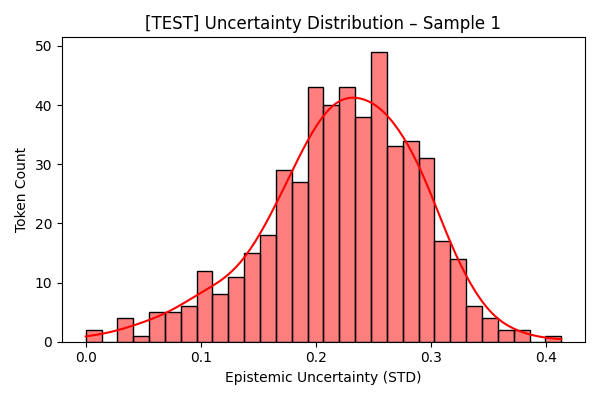 [TEST] Uncertainty Distribution – Sample 1
50
40
30
20
10
0
Token Count
0.0 0.1 0.2 0.3 0.4
Epistemic Uncertainty (STD)